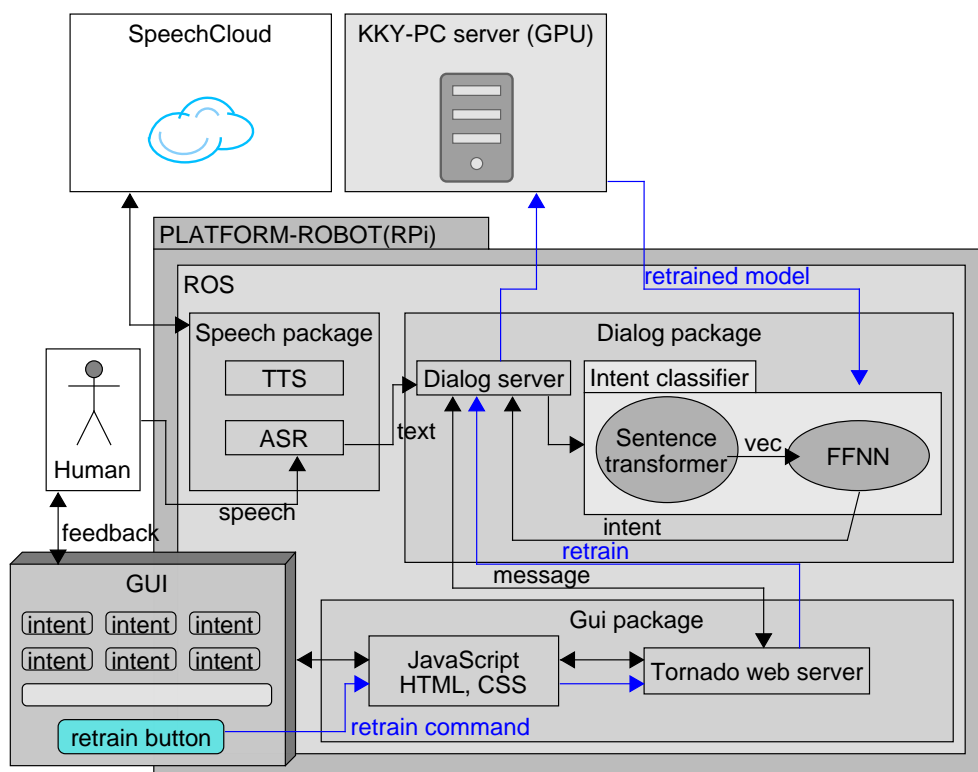 SpeechCloud
KKY-PC server (GPU)
PLATFORM-ROBOT(RPi)
ROS
retrained model
Speech package
Dialog package
TTS
Dialog server
Intent classifier
ASR
text
Sentence
transformer
vec
FFNN
Human
speech
intent
feedback
retrain
message
GUI
Gui package
intent intent intent
intent intent intent
JavaScript
HTML, CSS
Tornado web server
retrain button
retrain command